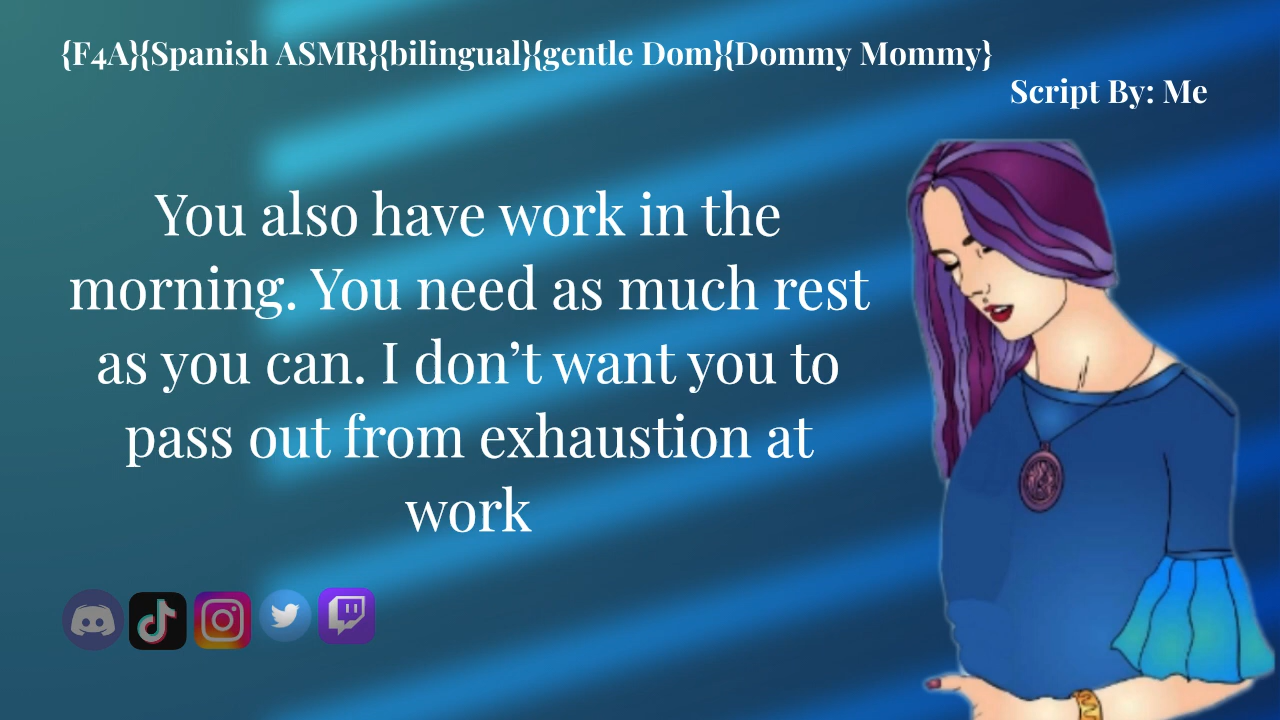 {F4A}{Spanish ASMR}{bilingual}{gentle Dom}{Dommy Mommy}
Script By: Me
You also have work in the
morning. You need as much rest
as you can. I don’t want you to
pass out from exhaustion at
work